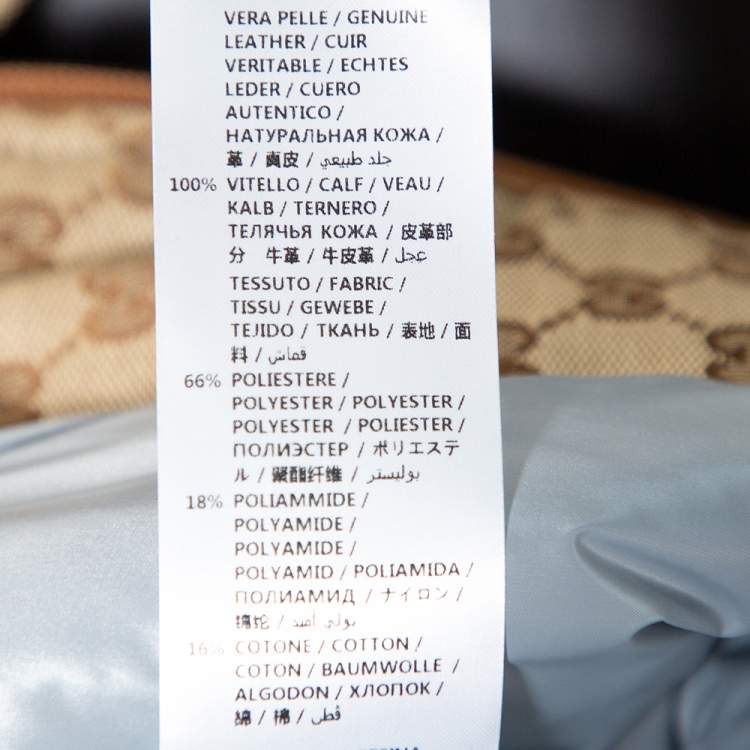 VERA PELLE / GENUINE
LEATHER / CUIR
VERITABLE / ECHTES
LEDER / CUERO
AUTENTICO /
НАТУРАЛЬНАЯ КОЖА /
革 / 真皮 / جلد طبيعي
100% VITELLO / CALF / VEAU /
KALB / TERNERO /
ТЕЛЯЧЬЯ КОЖА / 皮革部
分 牛革 / 牛皮革 / عجل
TESSUTO / FABRIC /
TISSU / GEWEBE /
TEJIDO / ТКАНЬ / 表地 / 面
料 / قماش
66% POLIESTERE /
POLYESTER / POLYESTER /
POLYESTER / POLIESTER /
ПОЛИЭСТЕР / ポリエステ
ル / 聚酯纤维 / بوليستر
18% POLIAMMIDE /
POLYAMIDE /
POLYAMIDE /
POLYAMID / POLIAMIDA /
ПОЛИАМИД / ナイロン /
锦纶 / بولي أميد
16% COTONE / COTTON /
COTON / BAUMWOLLE /
ALGODON / ХЛОПОК /
綿 / 棉 / قطن